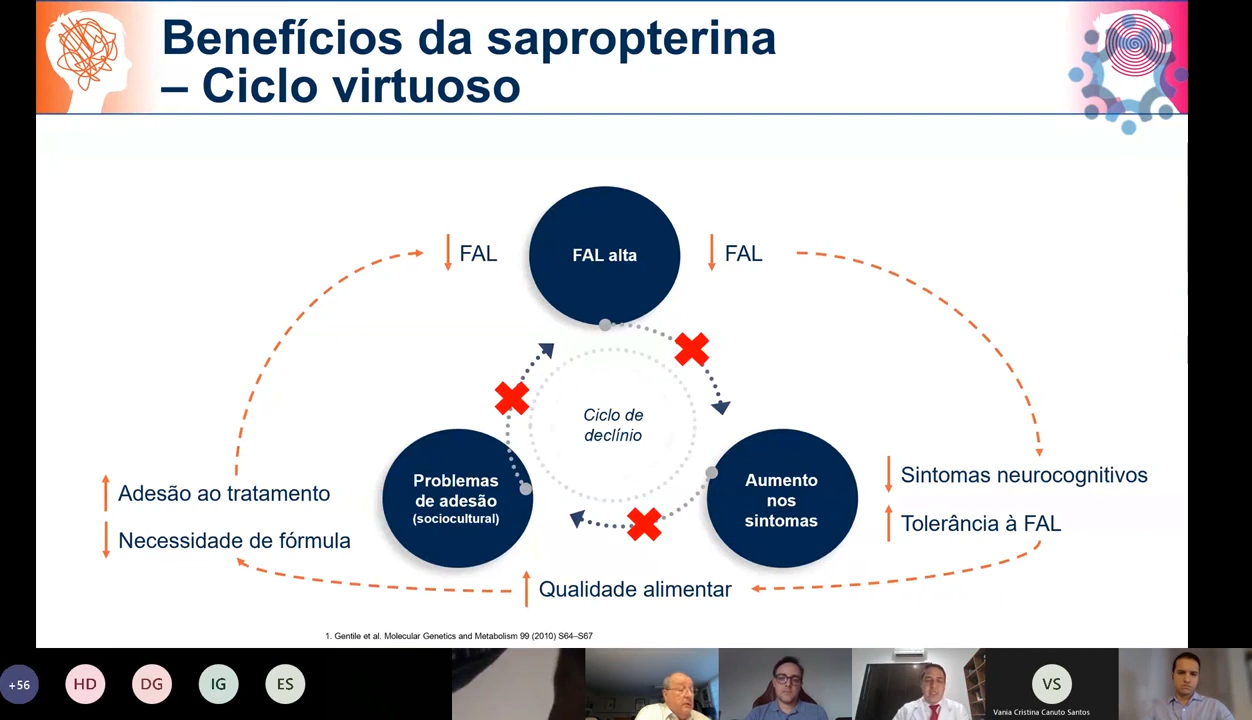 Benefícios da sapropterina
– Ciclo virtuoso
FAL
FAL alta
FAL
Ciclo de
declínio
Problemas
de adesão
(sociocultural)
Aumento
nos
sintomas
Sintomas neurocognitivos
Tolerância à FAL
Adesão ao tratamento
Necessidade de fórmula
Qualidade alimentar
1. Gentile et al. Molecular Genetics and Metabolism 99 (2010) S64–S67
+56
HD
DG
IG
ES
VS
Vania Cristina Canuto Santos